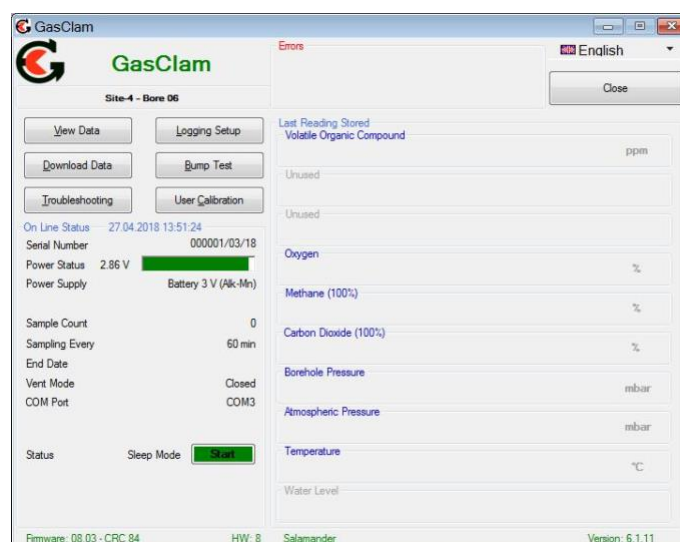 GasClam
GasClam
Site-4 - Bore 06
Errors
English
Close
View Data
Logging Setup
Download Data
Bump Test
Troubleshooting
User Calibration
On Line Status 27.04.2018 13:51:24
Serial Number 000001/03/18
Power Status 2.86 V
Power Supply Battery 3 V (Alk-Mn)
Sample Count 0
Sampling Every 60 min
End Date
Vent Mode Closed
COM Port COM3
Status Sleep Mode Start
Last Reading Stored
Volatile Organic Compound
ppm
Unused
Unused
Oxygen
%
Methane (100%)
%
Carbon Dioxide (100%)
%
Borehole Pressure
mbar
Atmospheric Pressure
mbar
Temperature
°C
Water Level
Firmware: 08.03 - CRC 84 HW: 8 Salamander Version: 6.1.11